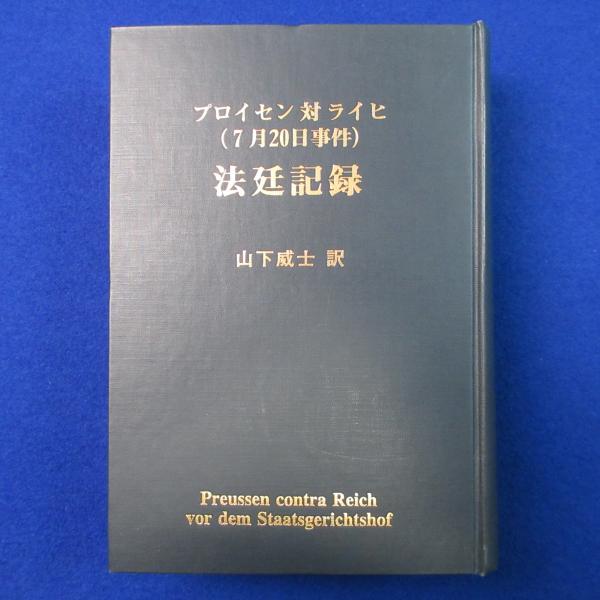 プロイセン対ライヒ
(7月20日事件)
法廷記録
山下威士 訳
Preussen contra Reich
vor dem Staatsgerichtshof